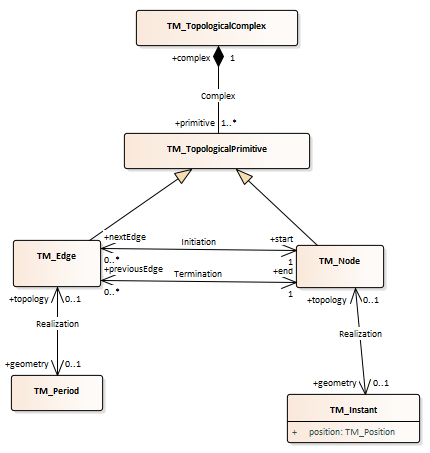 TM_TopologicalComplex
+complex 1
Complex
+primitive 1..*
TM_TopologicalPrimitive
+nextEdge +start
Initiation
TM_Edge 0..* 1 TM_Node
+previousEdge +end
Termination
+topology 0..1 0..* 1 +topology 0..1
Realization
Realization
+geometry 0..1
TM_Period
+geometry 0..1
TM_Instant
+ position: TM_Position